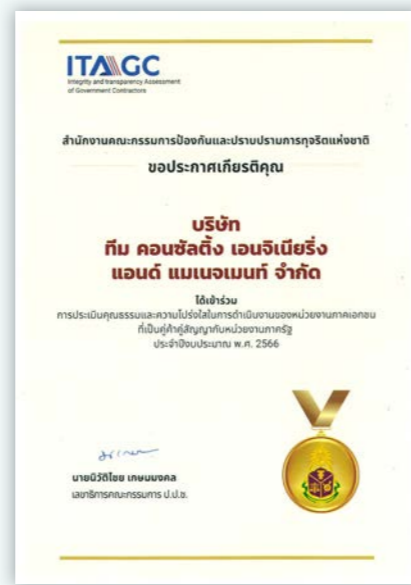 ITAGC
Integrity and transparency Assessment
of Government Contractors
สำนักงานคณะกรรมการป้องกันและปราบปรามการทุจริตแห่งชาติ
ขอประกาศเกียรติคุณ
บริษัท
ทีม คอนซัลติ้ง เอนจิเนียริ่ง
แอนด์ แมเนจเมนท์ จำกัด
ได้เข้าร่วม
การประเมินคุณธรรมและความโปร่งใสในการดำเนินงานของหน่วยงานภาคเอกชน
ที่เป็นคู่ค้าคู่สัญญากับหน่วยงานภาครัฐ
ประจำปีงบประมาณ พ.ศ. 2566
นายนิวัติไชย เกษมมงคล
เลขาธิการคณะกรรมการ ป.ป.ช.